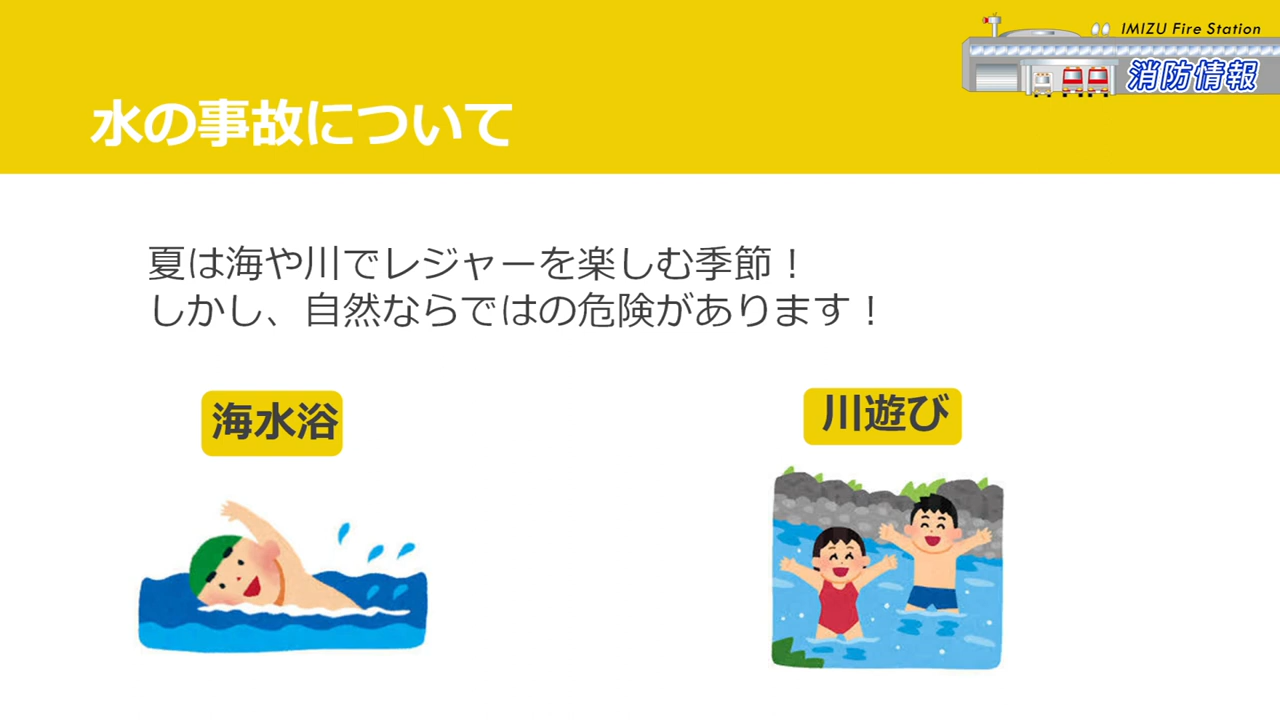 IMIZU Fire Station
消防情報
水の事故について
夏は海や川でレジャーを楽しむ季節！
しかし、自然ならではの危険があります！
海水浴
川遊び